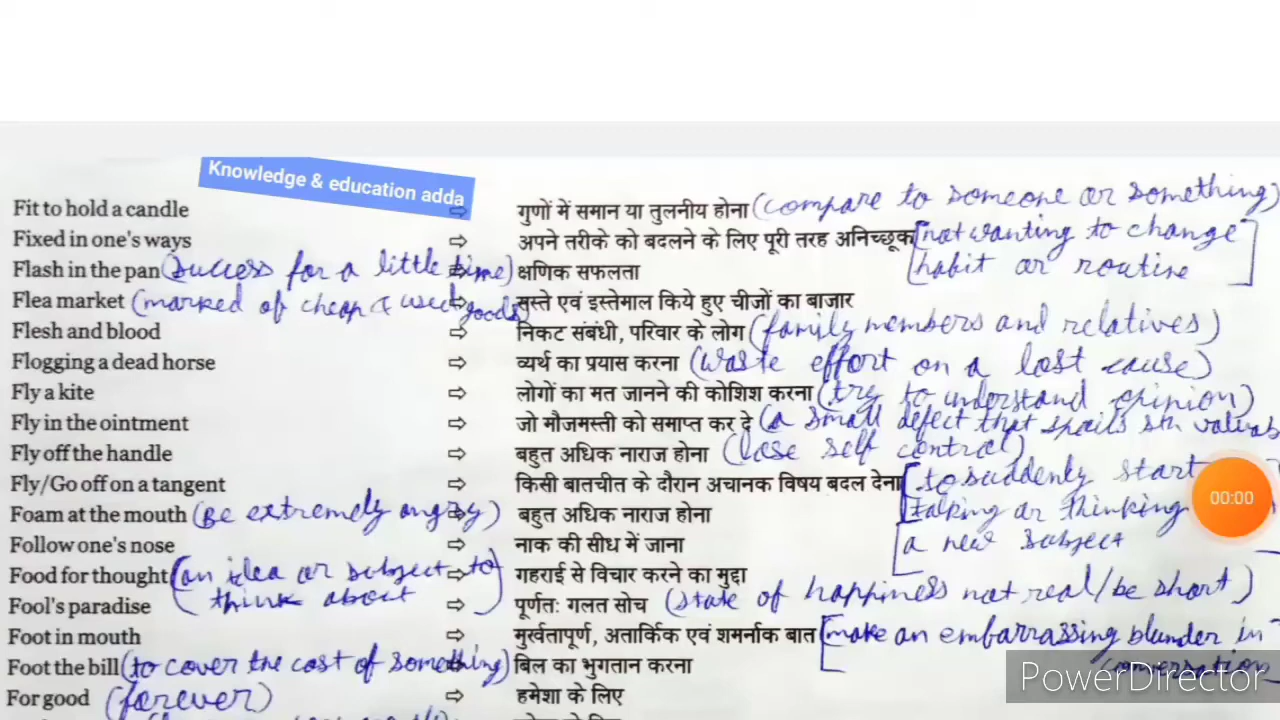 Knowledge & education adda
Fit to hold a candle ⇨ गुणों में समान या तुलनीय होना (compare to someone or something)
Fixed in one's ways ⇨ अपने तरीके को बदलने के लिए पूरी तरह अनिच्छूक [not wanting to change
habit or routine]
Flash in the pan (success for a little time) ⇨ क्षणिक सफलता
Flea market (marked of cheap & used goods) ⇨ सस्ते एवं इस्तेमाल किये हुए चीजों का बाजार
Flesh and blood ⇨ निकट संबंधी, परिवार के लोग (family members and relatives)
Flogging a dead horse ⇨ व्यर्थ का प्रयास करना (waste effort on a lost cause)
Fly a kite ⇨ लोगों का मत जानने की कोशिश करना (try to understand opinion)
Fly in the ointment ⇨ जो मौजमस्ती को समाप्त कर दे (a small defect that spoils sth valuab
Fly off the handle ⇨ बहुत अधिक नाराज होना (lose self control)
Fly/Go off on a tangent ⇨ किसी बातचीत के दौरान अचानक विषय बदल देना [to suddenly start
talking or thinking
a new subject
Foam at the mouth (Be extremely angry) ⇨ बहुत अधिक नाराज होना
Follow one's nose ⇨ नाक की सीध में जाना
Food for thought (an idea or subject to
think about) ⇨ गहराई से विचार करने का मुद्दा
Fool's paradise ⇨ पूर्णतः गलत सोच (state of happiness not real/be short)
Foot in mouth ⇨ मुर्खतापूर्ण, अतार्किक एवं शमर्नाक बात [make an embarrassing blunder in
conversation
Foot the bill (to cover the cost of something) ⇨ बिल का भुगतान करना
For good (forever) ⇨ हमेशा के लिए
00:00
PowerDirector